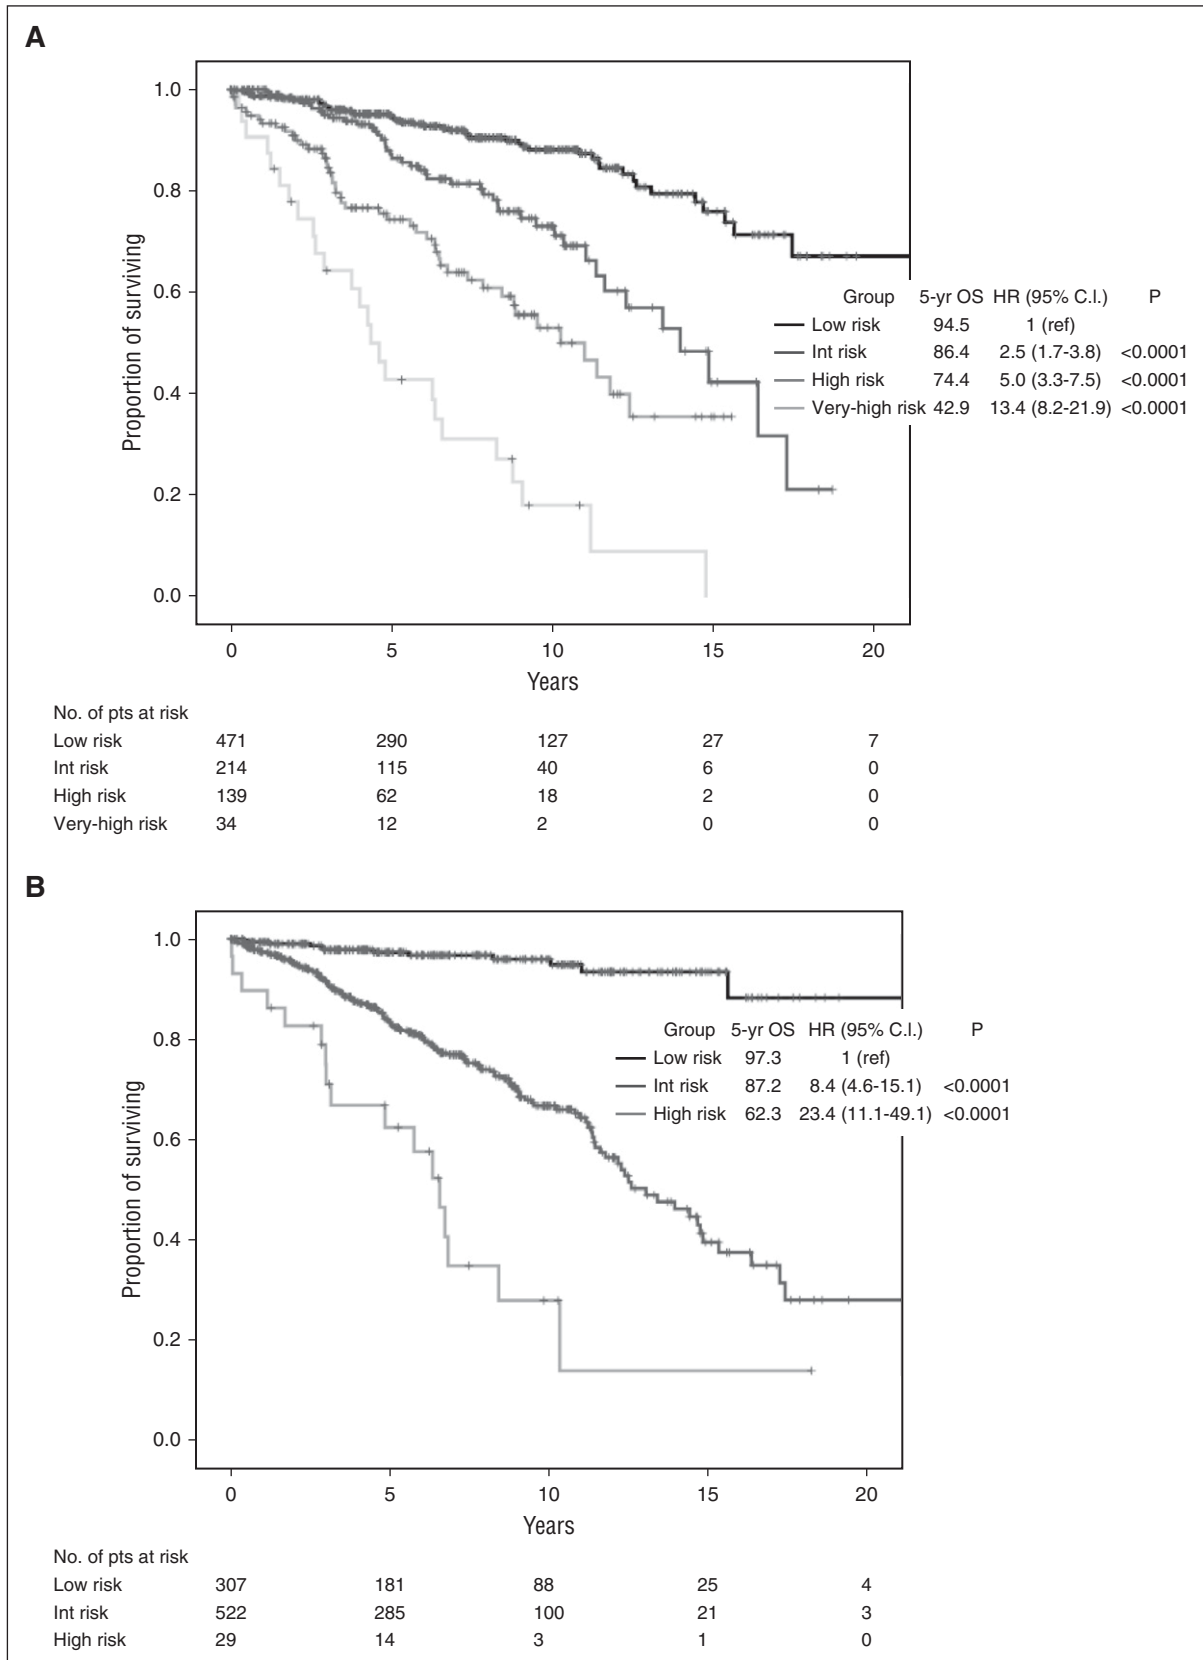 A
1.0
0.8
0.6
0.4
0.2
0.0
Proportion of surviving
Group 5-yr OS HR (95% C.I.) P
Low risk 94.5 1 (ref)
Int risk 86.4 2.5 (1.7-3.8) <0.0001
High risk 74.4 5.0 (3.3-7.5) <0.0001
Very-high risk 42.9 13.4 (8.2-21.9) <0.0001
0 5 10 15 20
Years
No. of pts at risk
Low risk 471 290 127 27 7
Int risk 214 115 40 6 0
High risk 139 62 18 2 0
Very-high risk 34 12 2 0 0
B
1.0
0.8
0.6
0.4
0.2
0.0
Proportion of surviving
Group 5-yr OS HR (95% C.I.) P
Low risk 97.3 1 (ref)
Int risk 87.2 8.4 (4.6-15.1) <0.0001
High risk 62.3 23.4 (11.1-49.1) <0.0001
0 5 10 15 20
Years
No. of pts at risk
Low risk 307 181 88 25 4
Int risk 522 285 100 21 3
High risk 29 14 3 1 0